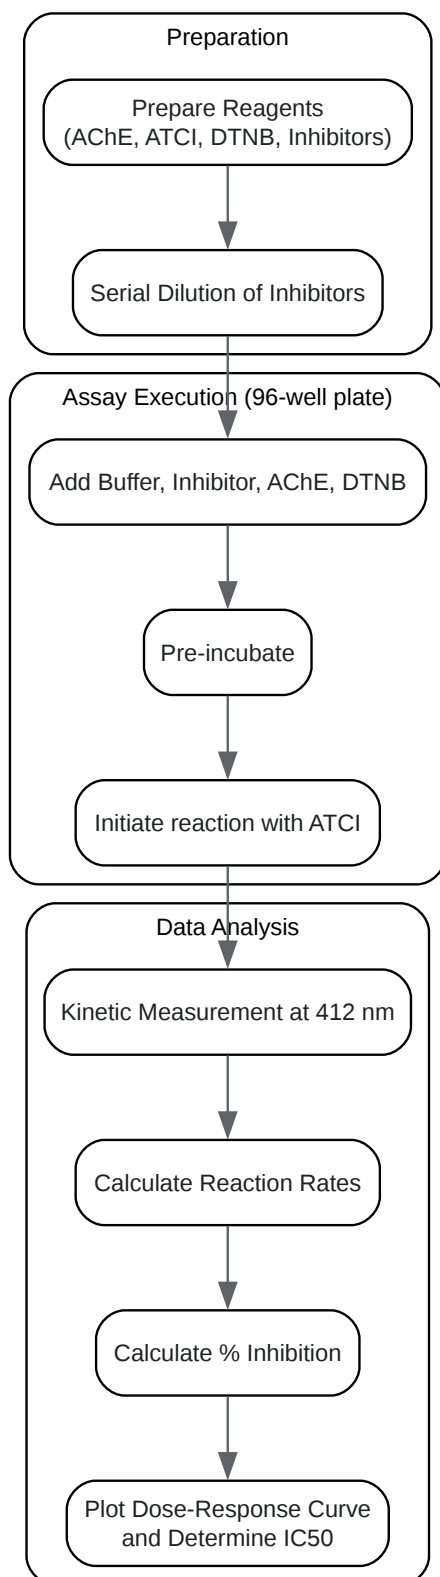 Preparation
Prepare Reagents
(AChE, ATCI, DTNB, Inhibitors)
Serial Dilution of Inhibitors
Assay Execution (96-well plate)
Add Buffer, Inhibitor, AChE, DTNB
Pre-incubate
Initiate reaction with ATCI
Data Analysis
Kinetic Measurement at 412 nm
Calculate Reaction Rates
Calculate % Inhibition
Plot Dose-Response Curve
and Determine IC50